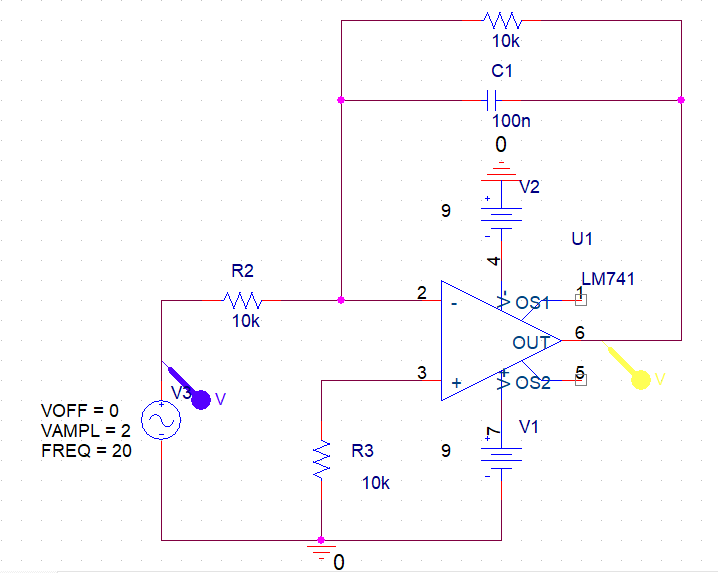 10k
C1
100n
0
V2
9
+
-
U1
4
LM741
R2
10k
2
-
V-
OS1
1
OUT
6
3
+
V+
OS2
5
V
V3
V
VOFF = 0
VAMPL = 2
FREQ = 20
+
-
R3
10k
9
7
V1
+
-
0